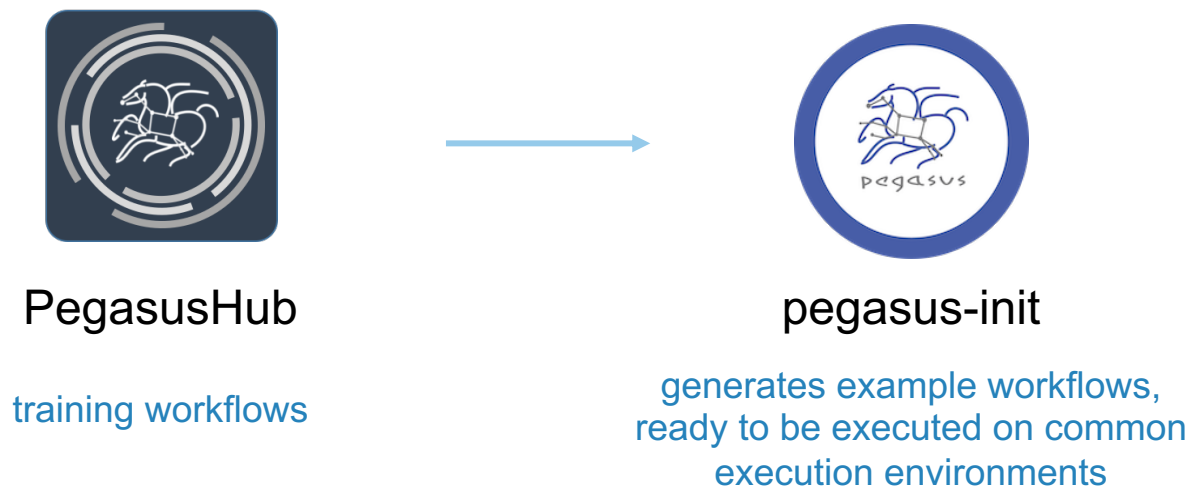 pegasus
PegasusHub
training workflows
pegasus-init
generates example workflows,
ready to be executed on common
execution environments